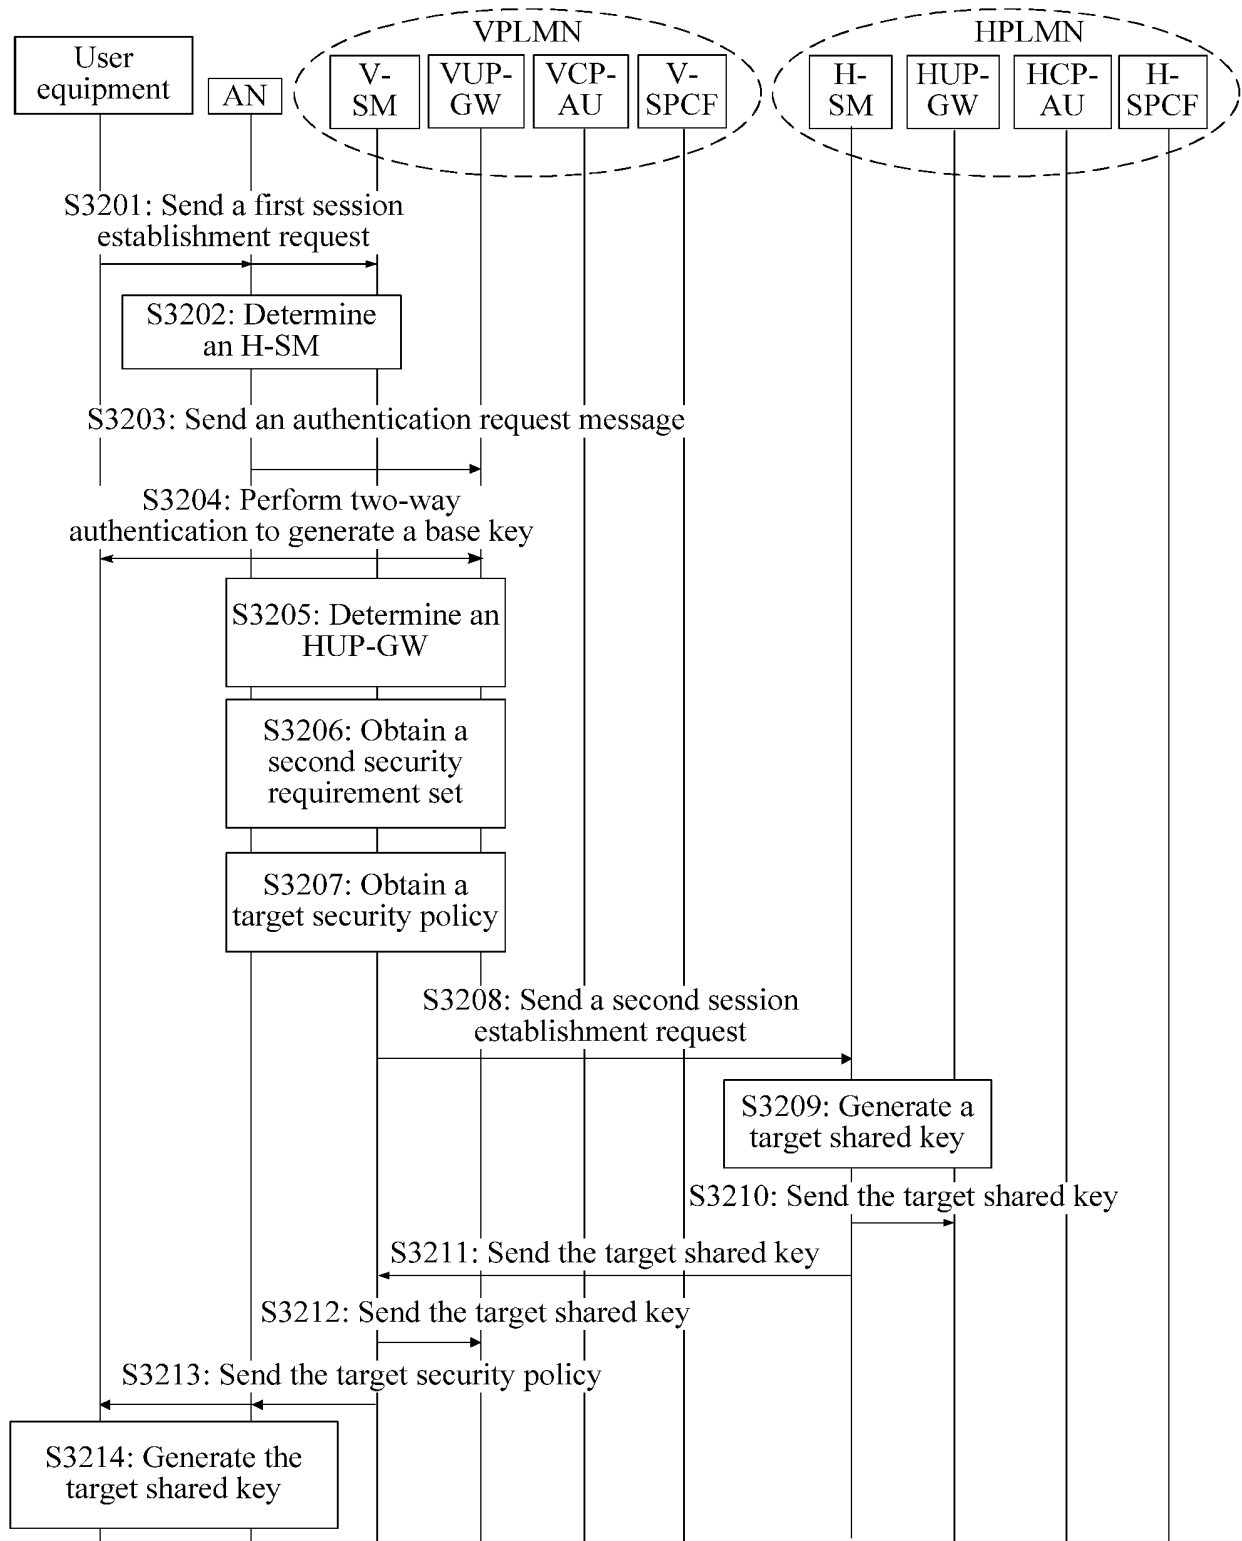 VPLMN
HPLMN
User
equipment
AN
V-
SM
VUP-
GW
VCP-
AU
V-
SPCF
H-
SM
HUP-
GW
HCP-
AU
H-
SPCF
S3201: Send a first session
establishment request
S3202: Determine
an H-SM
S3203: Send an authentication request message
S3204: Perform two-way
authentication to generate a base key
S3205: Determine an
HUP-GW
S3206: Obtain a
second security
requirement set
S3207: Obtain a
target security policy
S3208: Send a second session
establishment request
S3209: Generate a
target shared key
S3210: Send the target shared key
S3211: Send the target shared key
S3212: Send the target shared key
S3213: Send the target security policy
S3214: Generate the
target shared key